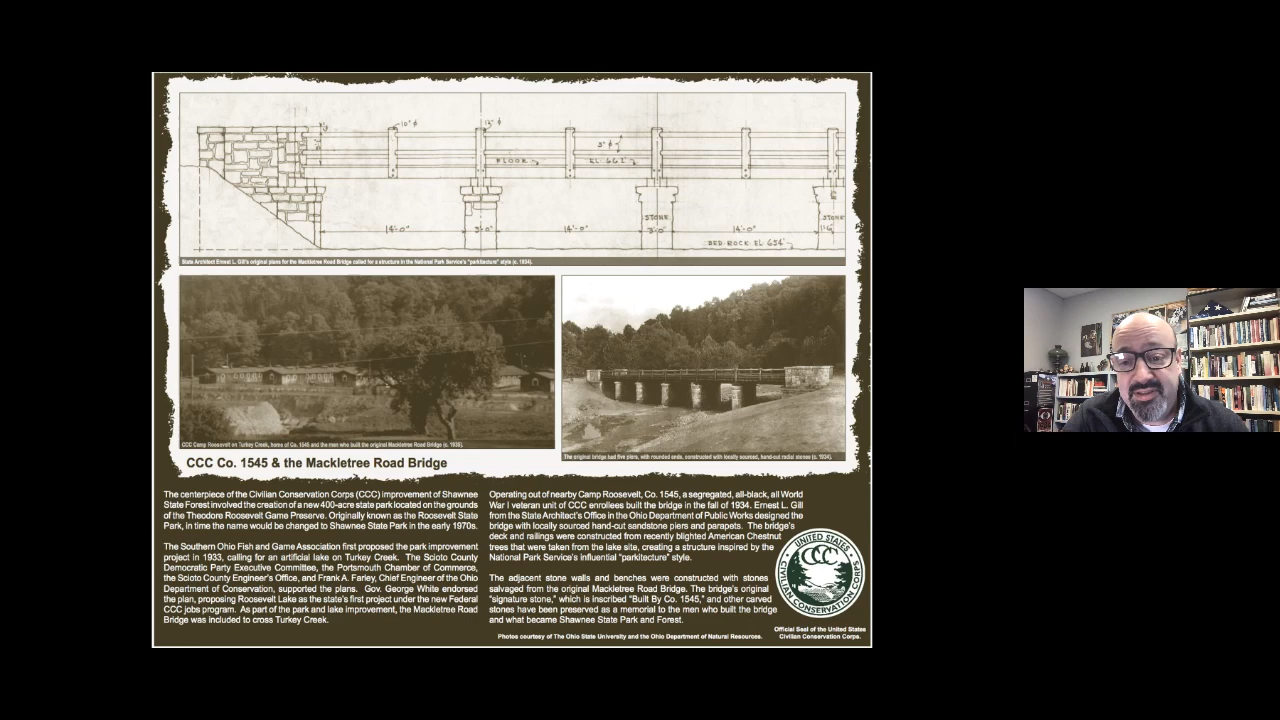 10" ⌀
12" ⌀
FLOOR
EL. 662'
STONE
STONE
14'-0"
3'-0"
14'-0"
3'-0"
14'-0"
BED ROCK EL 654'
State Architect Ernest L. Gill's original plans for the Mackletree Road Bridge called for a structure in the National Park Service's "parkitecture" style (c. 1934).
CCC Camp Roosevelt on Turkey Creek, home of Co. 1545 and the men who built the original Mackletree Road Bridge (c. 1935).
The original bridge had five piers, with rounded ends, constructed with locally sourced, hand-cut radial stones (c. 1934).
CCC Co. 1545 & the Mackletree Road Bridge
The centerpiece of the Civilian Conservation Corps (CCC) improvement of Shawnee
State Forest involved the creation of a new 400-acre state park located on the grounds
of the Theodore Roosevelt Game Preserve. Originally known as the Roosevelt State
Park, in time the name would be changed to Shawnee State Park in the early 1970s.
The Southern Ohio Fish and Game Association first proposed the park improvement
project in 1933, calling for an artificial lake on Turkey Creek. The Scioto County
Democratic Party Executive Committee, the Portsmouth Chamber of Commerce,
the Scioto County Engineer's Office, and Frank A. Farley, Chief Engineer of the Ohio
Department of Conservation, supported the plans. Gov. George White endorsed
the plan, proposing Roosevelt Lake as the state's first project under the new Federal
CCC jobs program. As part of the park and lake improvement, the Mackletree Road
Bridge was included to cross Turkey Creek.
Operating out of nearby Camp Roosevelt, Co. 1545, a segregated, all-black, all World
War I veteran unit of CCC enrollees built the bridge in the fall of 1934. Ernest L. Gill
from the State Architect's Office in the Ohio Department of Public Works designed the
bridge with locally sourced hand-cut sandstone piers and parapets. The bridge's
deck and railings were constructed from recently blighted American Chestnut
trees that were taken from the lake site, creating a structure inspired by the
National Park Service's influential "parkitecture" style.
The adjacent stone walls and benches were constructed with stones
salvaged from the original Mackletree Road Bridge. The bridge's original
"signature stone," which is inscribed "Built By Co. 1545," and other carved
stones have been preserved as a memorial to the men who built the bridge
and what became Shawnee State Park and Forest.
Photos courtesy of The Ohio State University and the Ohio Department of Natural Resources.
UNITED STATES
CCC
CIVILIAN CONSERVATION CORPS
Official Seal of the United States
Civilian Conservation Corps.